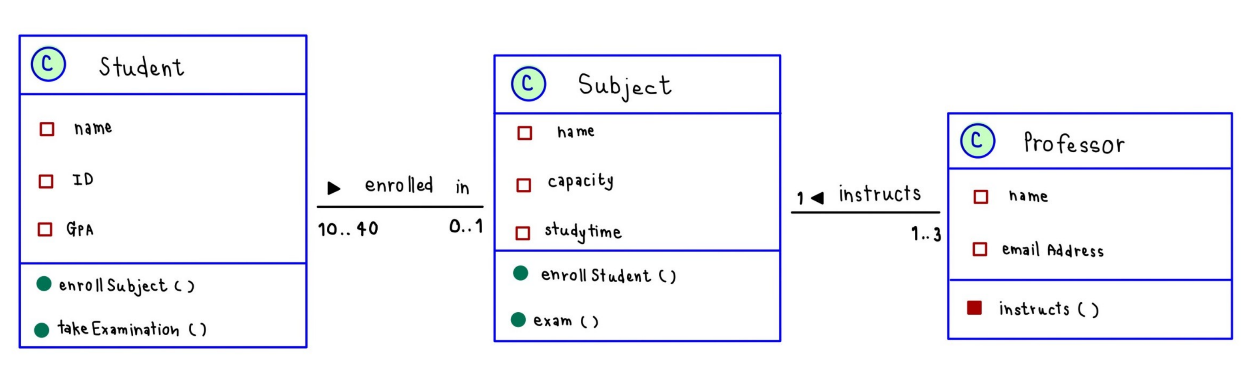 C Student
name
ID
GPA
enrollSubject ()
takeExamination ()
▶ enrolled in
10..40 0..1
C Subject
name
capacity
studytime
enrollStudent ()
exam ()
1 ◀ instructs
1..3
C Professor
name
email Address
instructs ()